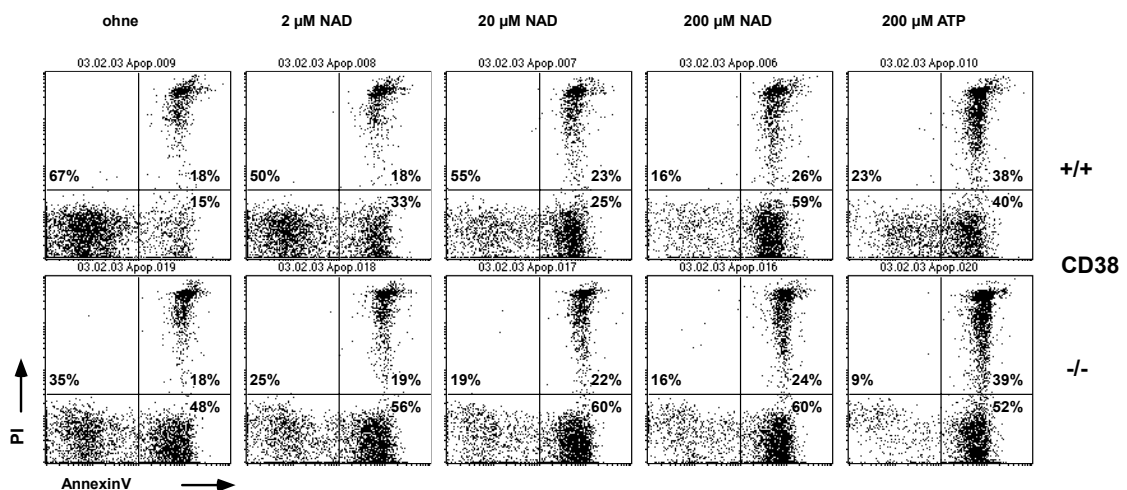 ohne 2 µM NAD 20 µM NAD 200 µM NAD 200 µM ATP
03.02.03 Apop.009 03.02.03 Apop.008 03.02.03 Apop.007 03.02.03 Apop.006 03.02.03 Apop.010
67% 18% 50% 18% 55% 23% 16% 26% 23% 38%
+/+
15% 33% 25% 59% 40%
CD38
03.02.03 Apop.019 03.02.03 Apop.018 03.02.03 Apop.017 03.02.03 Apop.016 03.02.03 Apop.020
35% 18% 25% 19% 19% 22% 16% 24% 9% 39%
-/-
48% 56% 60% 60% 52%
PI
AnnexinV